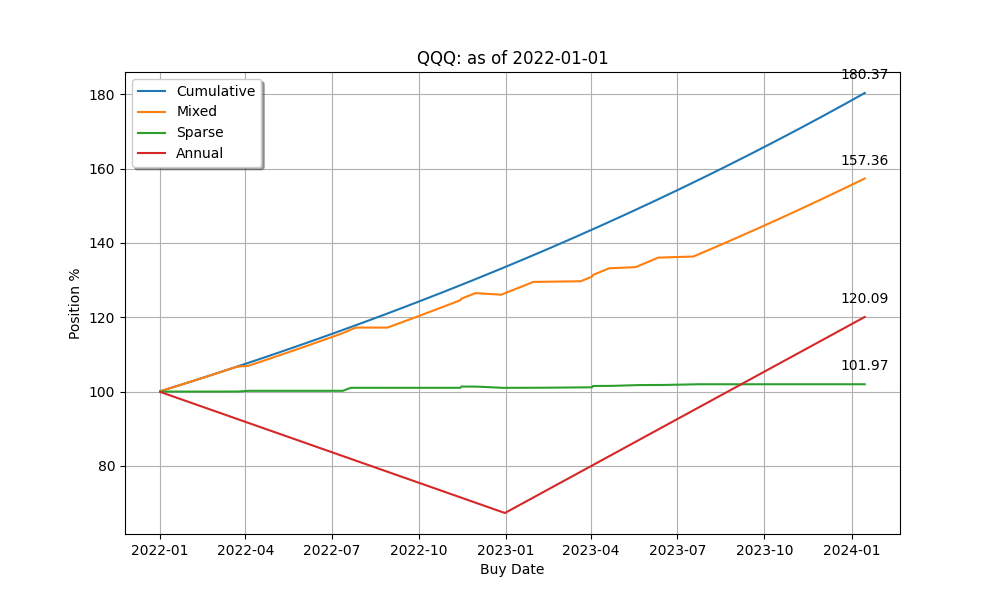 QQQ: as of 2022-01-01
180.37
180
Cumulative
Mixed
Sparse
Annual
160
157.36
140
120
120.09
101.97
100
80
Position %
2022-01 2022-04 2022-07 2022-10 2023-01 2023-04 2023-07 2023-10 2024-01
Buy Date